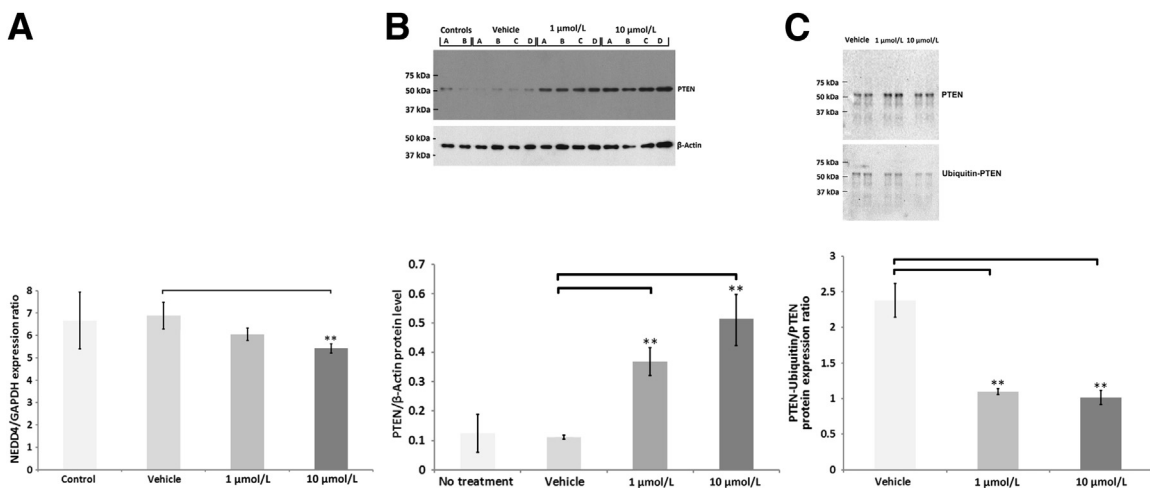 A
NEDD4/GAPDH expression ratio
8
7
6
5
4
3
2
1
0
**
Control Vehicle 1 µmol/L 10 µmol/L
B
Controls Vehicle 1 µmol/L 10 µmol/L
A B A B C D A B C D A B C D
75 kDa
50 kDa
37 kDa
PTEN
50 kDa
37 kDa
β-Actin
PTEN/β-Actin protein level
0.7
0.6
0.5
0.4
0.3
0.2
0.1
0
**
**
No treatment Vehicle 1 µmol/L 10 µmol/L
C
Vehicle 1 µmol/L 10 µmol/L
75 kDa
50 kDa
37 kDa
PTEN
75 kDa
50 kDa
37 kDa
Ubiquitin-PTEN
PTEN-Ubiquitin/PTEN
protein expression ratio
3
2.5
2
1.5
1
0.5
0
**
**
Vehicle 1 µmol/L 10 µmol/L